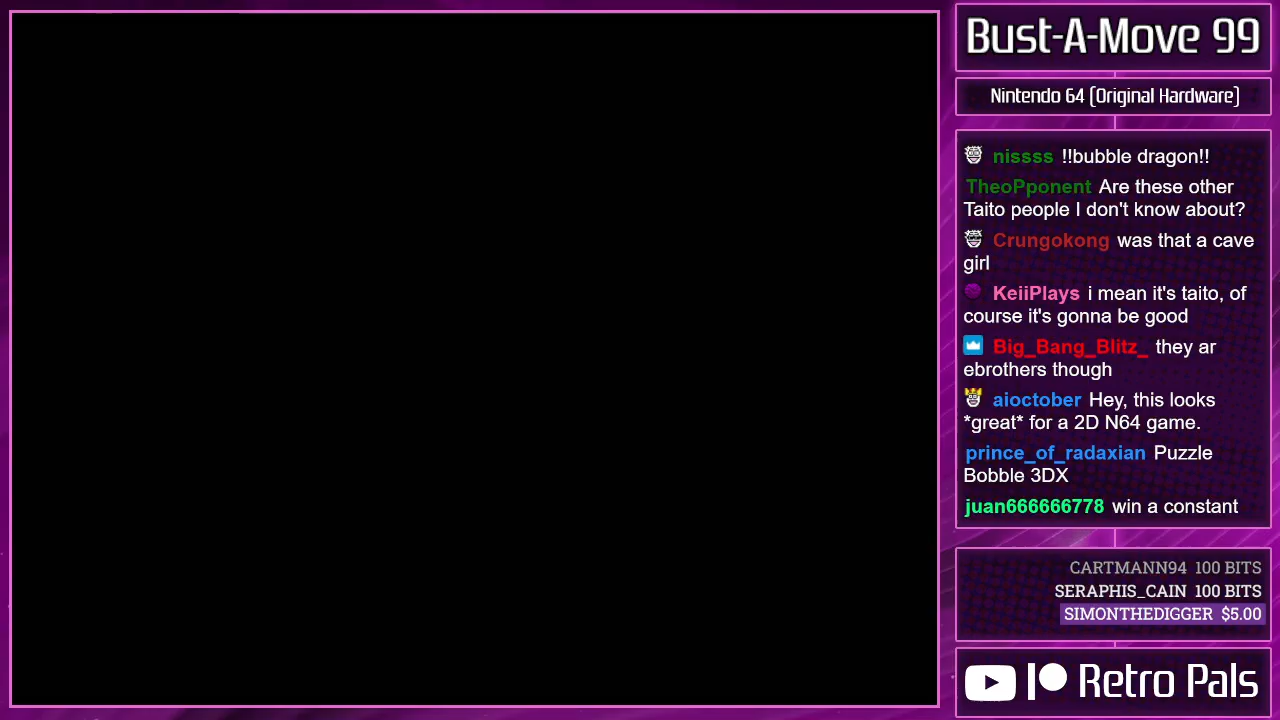 Bust-A-Move 99
Nintendo 64 (Original Hardware)
nissss !!bubble dragon!!
TheoPponent Are these other
Taito people I don't know about?
Crungokong was that a cave
girl
KeiiPlays i mean it's taito, of
course it's gonna be good
Big_Bang_Blitz_ they ar
ebrothers though
aioctober Hey, this looks
*great* for a 2D N64 game.
prince_of_radaxian Puzzle
Bobble 3DX
juan666666778 win a constant
CARTMANN94 100 BITS
SERAPHIS_CAIN 100 BITS
SIMONTHEDIGGER $5.00
Retro Pals